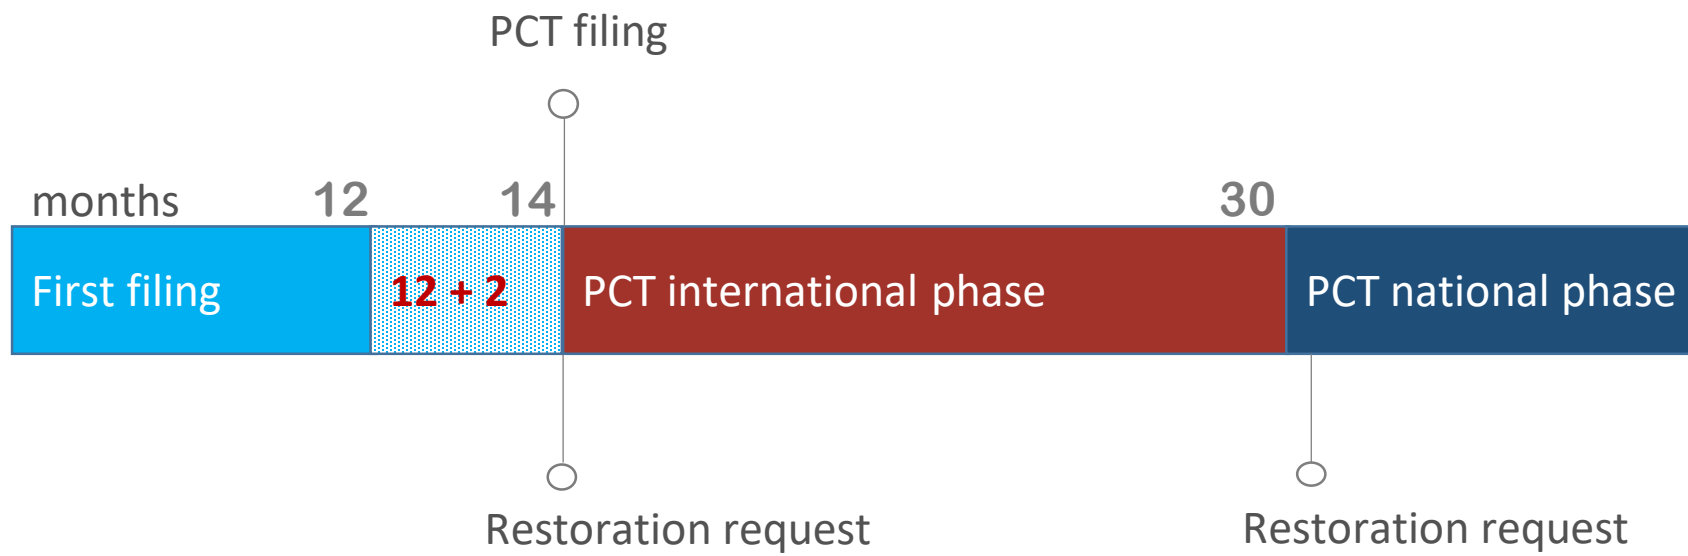 PCT filing
months 12 14 30
First filing 12 + 2 PCT international phase PCT national phase
Restoration request Restoration request